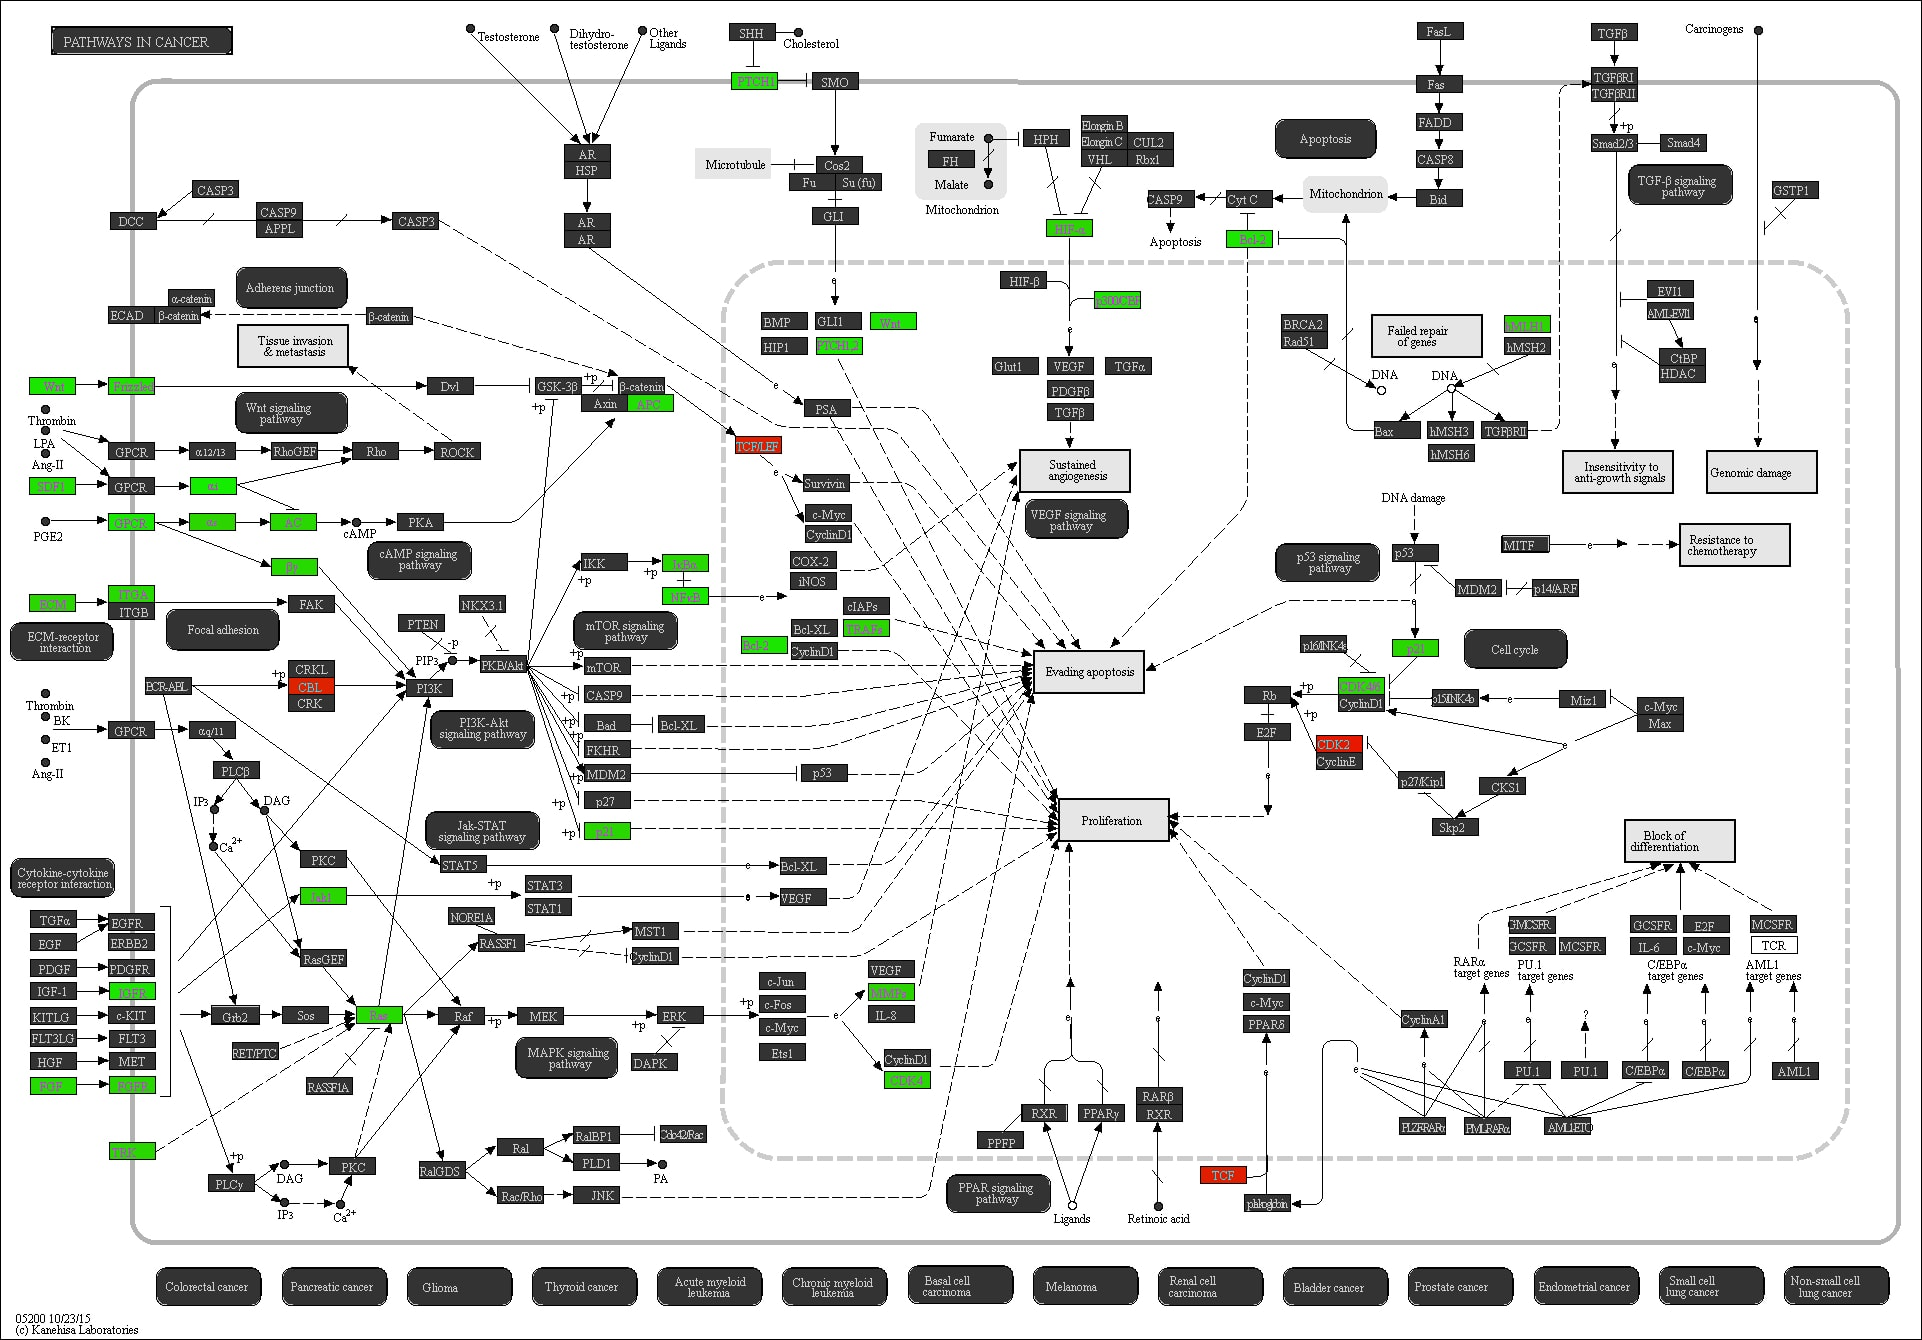 PATHWAYS IN CANCER
Testosterone
Dihydro-
testosterone
Other
Ligands
SHH
Cholesterol
PTCH1
SMO
FasL
Fas
FADD
CASP8
Bid
TGFβ
TGFβRI
TGFβRII
+p
Smad2/3
Smad4
Carcinogens
AR
HSP
AR
AR
Microtubule
Cos2
Fu
Su (fu)
GLI
Fumarate
FH
Malate
Mitochondrion
HPH
Elongin B
Elongin C
CUL2
VHL
Rbx1
HIF-α
Apoptosis
CASP9
Cyt C
Mitochondrion
Apoptosis
Bcl-2
TGF-β signaling
pathway
GSTP1
CASP3
DCC
CASP9
APPL
CASP3
Adherens junction
α-catenin
ECAD
β-catenin
β-catenin
Tissue invasion
& metastasis
e
BMP
GLI1
Wnt
HIP1
PTCH1,2
HIF-β
p300/CBP
e
Glut1
VEGF
TGFα
PDGFβ
TGFβ
BRCA2
Rad51
Failed repair
of genes
hMLH1
hMSH2
DNA
DNA
Bax
hMSH3
TGFβRII
hMSH6
EVI1
AML-EVI1
CtBP
HDAC
e
e
Wnt
Frizzled
Dvl
GSK-3β
+p
β-catenin
Axin
APC
+p
Wnt signaling
pathway
Thrombin
LPA
Ang-II
GPCR
α12/13
RhoGEF
Rho
ROCK
e
PSA
TCF/LEF
e
Survivin
c-Myc
CyclinD1
COX-2
iNOS
Sustained
angiogenesis
VEGF signaling
pathway
Insensitivity to
anti-growth signals
Genomic damage
SDF1
GPCR
αi
PGE2
GPCR
αs
AC
cAMP
PKA
cAMP signaling
pathway
βγ
IKK
+p
+p
IκBα
NFκB
e
DNA damage
p53 signaling
pathway
p53
MDM2
p14/ARF
e
MITF
e
Resistance to
chemotherapy
ECM
ITGA
ITGB
FAK
ECM-receptor
interaction
Focal adhesion
PTEN
NKX3.1
-p
PIP3
PKB/Akt
mTOR signaling
pathway
cIAPs
Bcl-XL
TRAFs
Bcl-2
CyclinD1
Evading apoptosis
p16/INK4a
p21
Cell cycle
CDK4/6
CyclinD1
p15/INK4b
e
Miz1
c-Myc
Max
Rb
+p
+p
E2F
CDK2
CyclinE
e
p27/Kip1
CKS1
Skp2
e
BCR-ABL
+p
CRKL
CBL
CRK
PI3K
PI3K-Akt
signaling pathway
+p
mTOR
+p
CASP9
+p
Bad
Bcl-XL
+p
FKHR
+p
MDM2
p53
+p
p27
+p
p21
Thrombin
BK
ET1
Ang-II
GPCR
αq/11
PLCβ
IP3
DAG
Ca2+
PKC
Jak-STAT
signaling pathway
STAT5
e
Bcl-XL
Proliferation
Block of
differentiation
Cytokine-cytokine
receptor interaction
Jak1
+p
STAT3
STAT1
e
VEGF
TGFα
EGFR
EGF
ERBB2
PDGF
PDGFR
IGF-1
IGFR
KITLG
c-KIT
FLT3LG
FLT3
HGF
MET
FGF
FGFR
TRK
RasGEF
Grb2
Sos
Ras
Raf
+p
MEK
+p
ERK
DAPK
NORE1A
RASSF1
MST1
CyclinD1
RET/PTC
RASSF1A
MAPK signaling
pathway
+p
c-Jun
c-Fos
c-Myc
Ets1
e
VEGF
MMPs
IL-8
CyclinD1
CDK4
e
e
RXR
PPARγ
PPFP
RARβ
RXR
CyclinD1
c-Myc
PPARδ
e
CyclinA1
e
GMCSFR
GCSFR
MCSFR
GCSFR
E2F
IL-6
c-Myc
MCSFR
TCR
RARα
target genes
PU.1
target genes
C/EBPα
target genes
AML1
target genes
e
e
?
e
e
e
e
PU.1
PU.1
C/EBPα
C/EBPα
AML1
e
PLZF-RARα
PML-RARα
AML1-ETO
+p
PLCγ
DAG
IP3
Ca2+
PKC
RalGDS
Ral
RalBP1
Cdc42/Rac
PLD1
PA
Rac/Rho
JNK
PPAR signaling
pathway
Ligands
Retinoic acid
TCF
Colorectal cancer
Pancreatic cancer
Glioma
Thyroid cancer
Acute myeloid
leukemia
Chronic myeloid
leukemia
Basal cell
carcinoma
Melanoma
Renal cell
carcinoma
Bladder cancer
Prostate cancer
Endometrial cancer
Small cell
lung cancer
Non-small cell
lung cancer
05200 10/23/15
(c) Kanehisa Laboratories